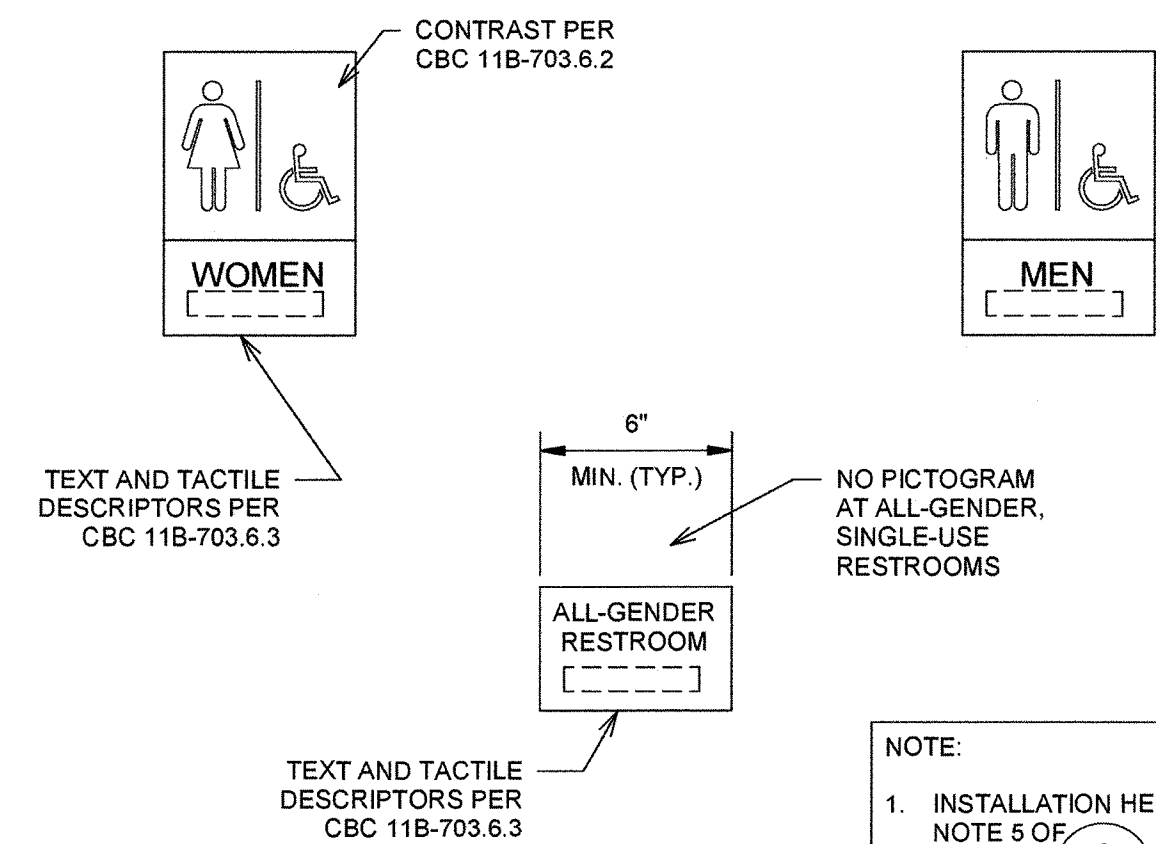 CONTRAST PER
CBC 11B-703.6.2
WOMEN
MEN
TEXT AND TACTILE
DESCRIPTORS PER
CBC 11B-703.6.3
6"
MIN. (TYP.)
NO PICTOGRAM
AT ALL-GENDER,
SINGLE-USE
RESTROOMS
ALL-GENDER
RESTROOM
TEXT AND TACTILE
DESCRIPTORS PER
CBC 11B-703.6.3
NOTE:
1. INSTALLATION HE
NOTE 5 OF